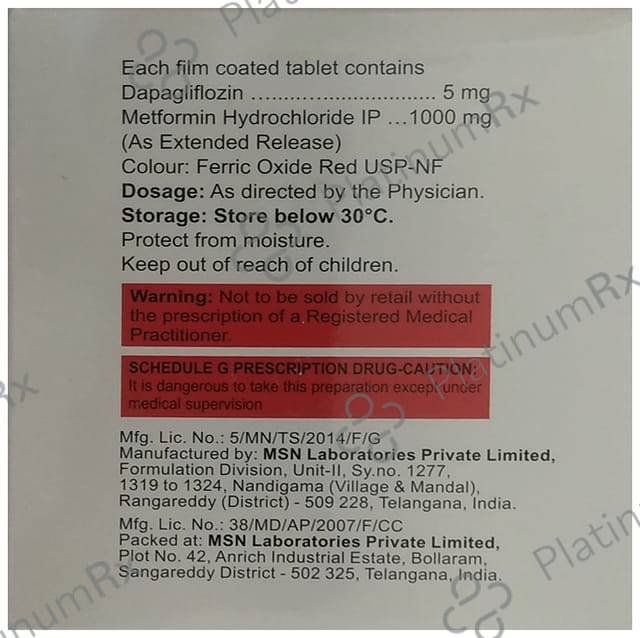 Each film coated tablet contains
Dapagliflozin ................................... 5 mg
Metformin Hydrochloride IP ...1000 mg
(As Extended Release)
Colour: Ferric Oxide Red USP-NF
Dosage: As directed by the Physician.
Storage: Store below 30°C.
Protect from moisture.
Keep out of reach of children.
Warning: Not to be sold by retail without
the prescription of a Registered Medical
Practitioner.
SCHEDULE G PRESCRIPTION DRUG-CAUTION:
It is dangerous to take this preparation except under
medical supervision
Mfg. Lic. No.: 5/MN/TS/2014/F/G
Manufactured by: MSN Laboratories Private Limited,
Formulation Division, Unit-II, Sy.no. 1277,
1319 to 1324, Nandigama (Village & Mandal),
Rangareddy (District) - 509 228, Telangana, India.
Mfg. Lic. No.: 38/MD/AP/2007/F/CC
Packed at: MSN Laboratories Private Limited,
Plot No. 42, Anrich Industrial Estate, Bollaram,
Sangareddy District - 502 325, Telangana, India.
PlatinumRx
PlatinumRx
PlatinumRx
Rx
Platin
inumRx